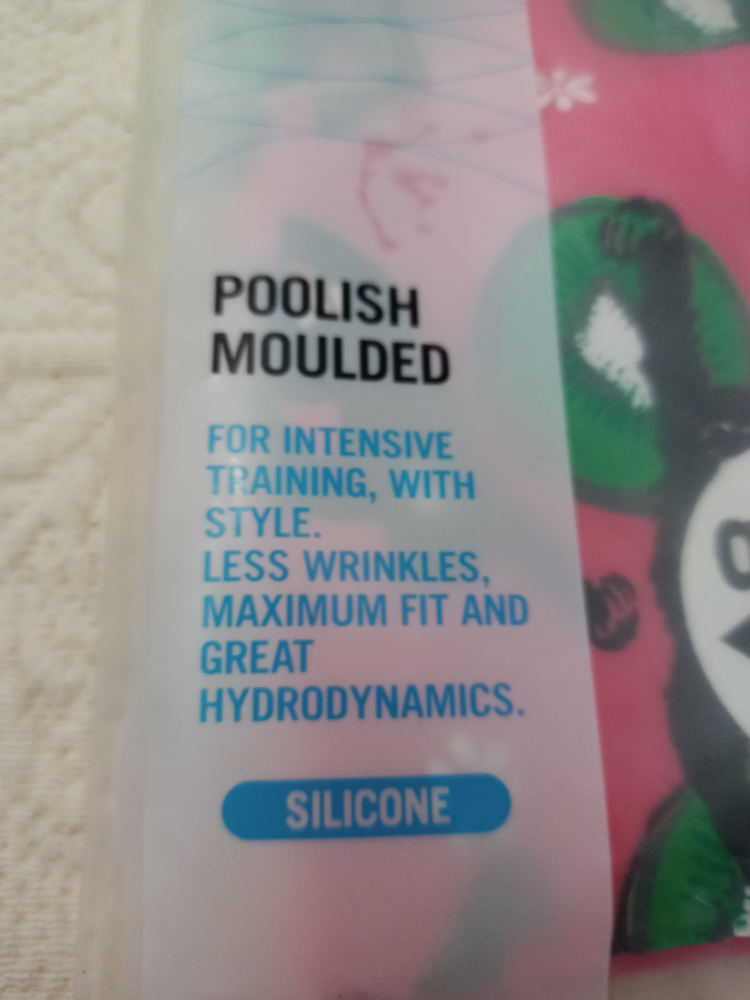 POOLISH
MOULDED
FOR INTENSIVE
TRAINING, WITH
STYLE.
LESS WRINKLES,
MAXIMUM FIT AND
GREAT
HYDRODYNAMICS.
SILICONE